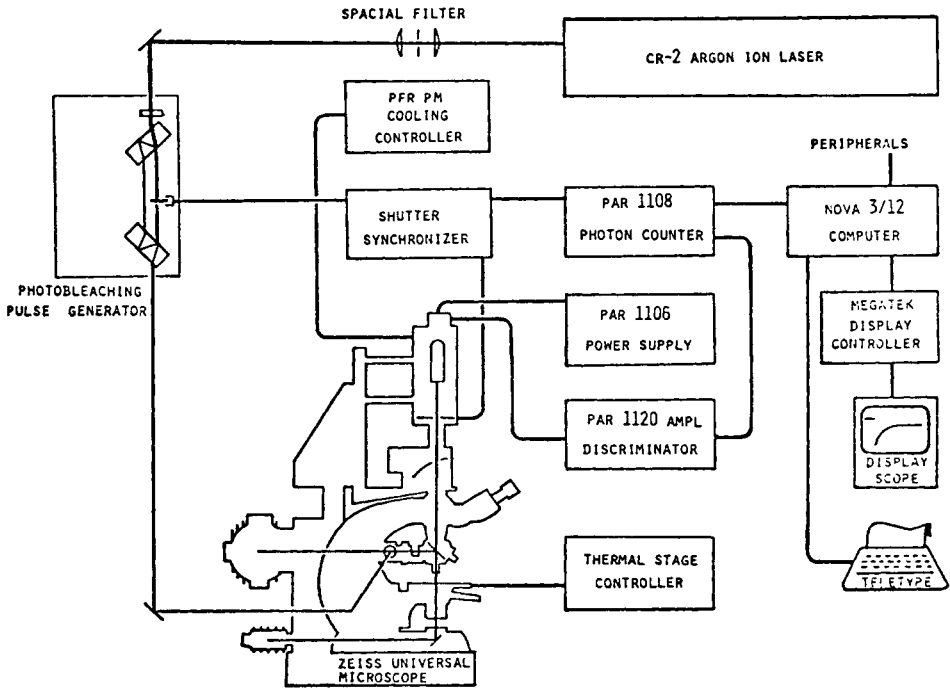 SPACIAL FILTER
CR-2 ARGON ION LASER
PFR PM
COOLING
CONTROLLER
PERIPHERALS
SHUTTER
SYNCHRONIZER
PAR 1108
PHOTON COUNTER
NOVA 3/12
COMPUTER
PHOTOBLEACHING
PULSE GENERATOR
PAR 1106
POWER SUPPLY
MEGATEK
DISPLAY
CONTROLLER
PAR 1120 AMPL
DISCRIMINATOR
DISPLAY
SCOPE
THERMAL STAGE
CONTROLLER
TELETYPE
ZEISS UNIVERSAL
MICROSCOPE